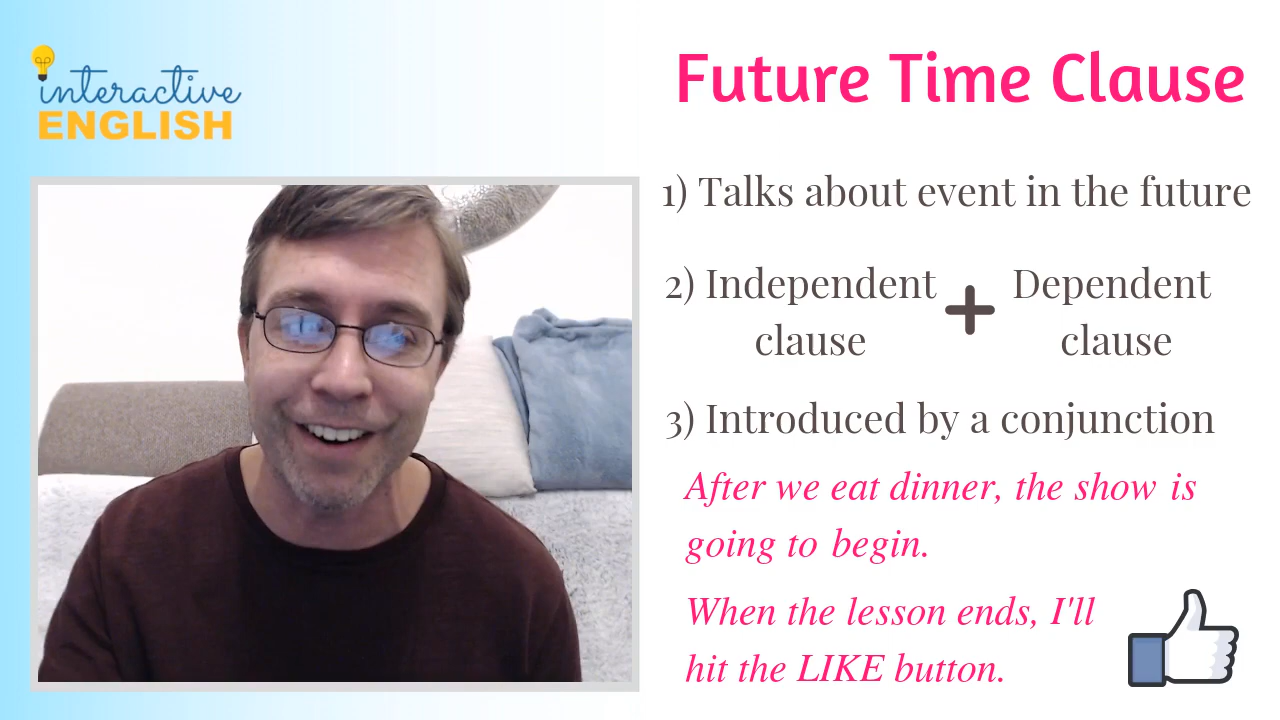 interactive
ENGLISH
Future Time Clause
1) Talks about event in the future
2) Independent clause + Dependent clause
3) Introduced by a conjunction
After we eat dinner, the show is
going to begin.
When the lesson ends, I'll
hit the LIKE button.